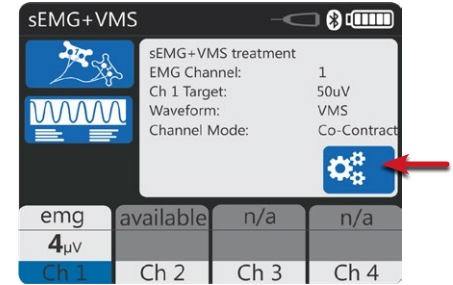 sEMG+VMS
sEMG+VMS treatment
EMG Channel: 1
Ch 1 Target: 50uV
Waveform: VMS
Channel Mode: Co-Contract
emg available n/a n/a
4µV
Ch 1 Ch 2 Ch 3 Ch 4